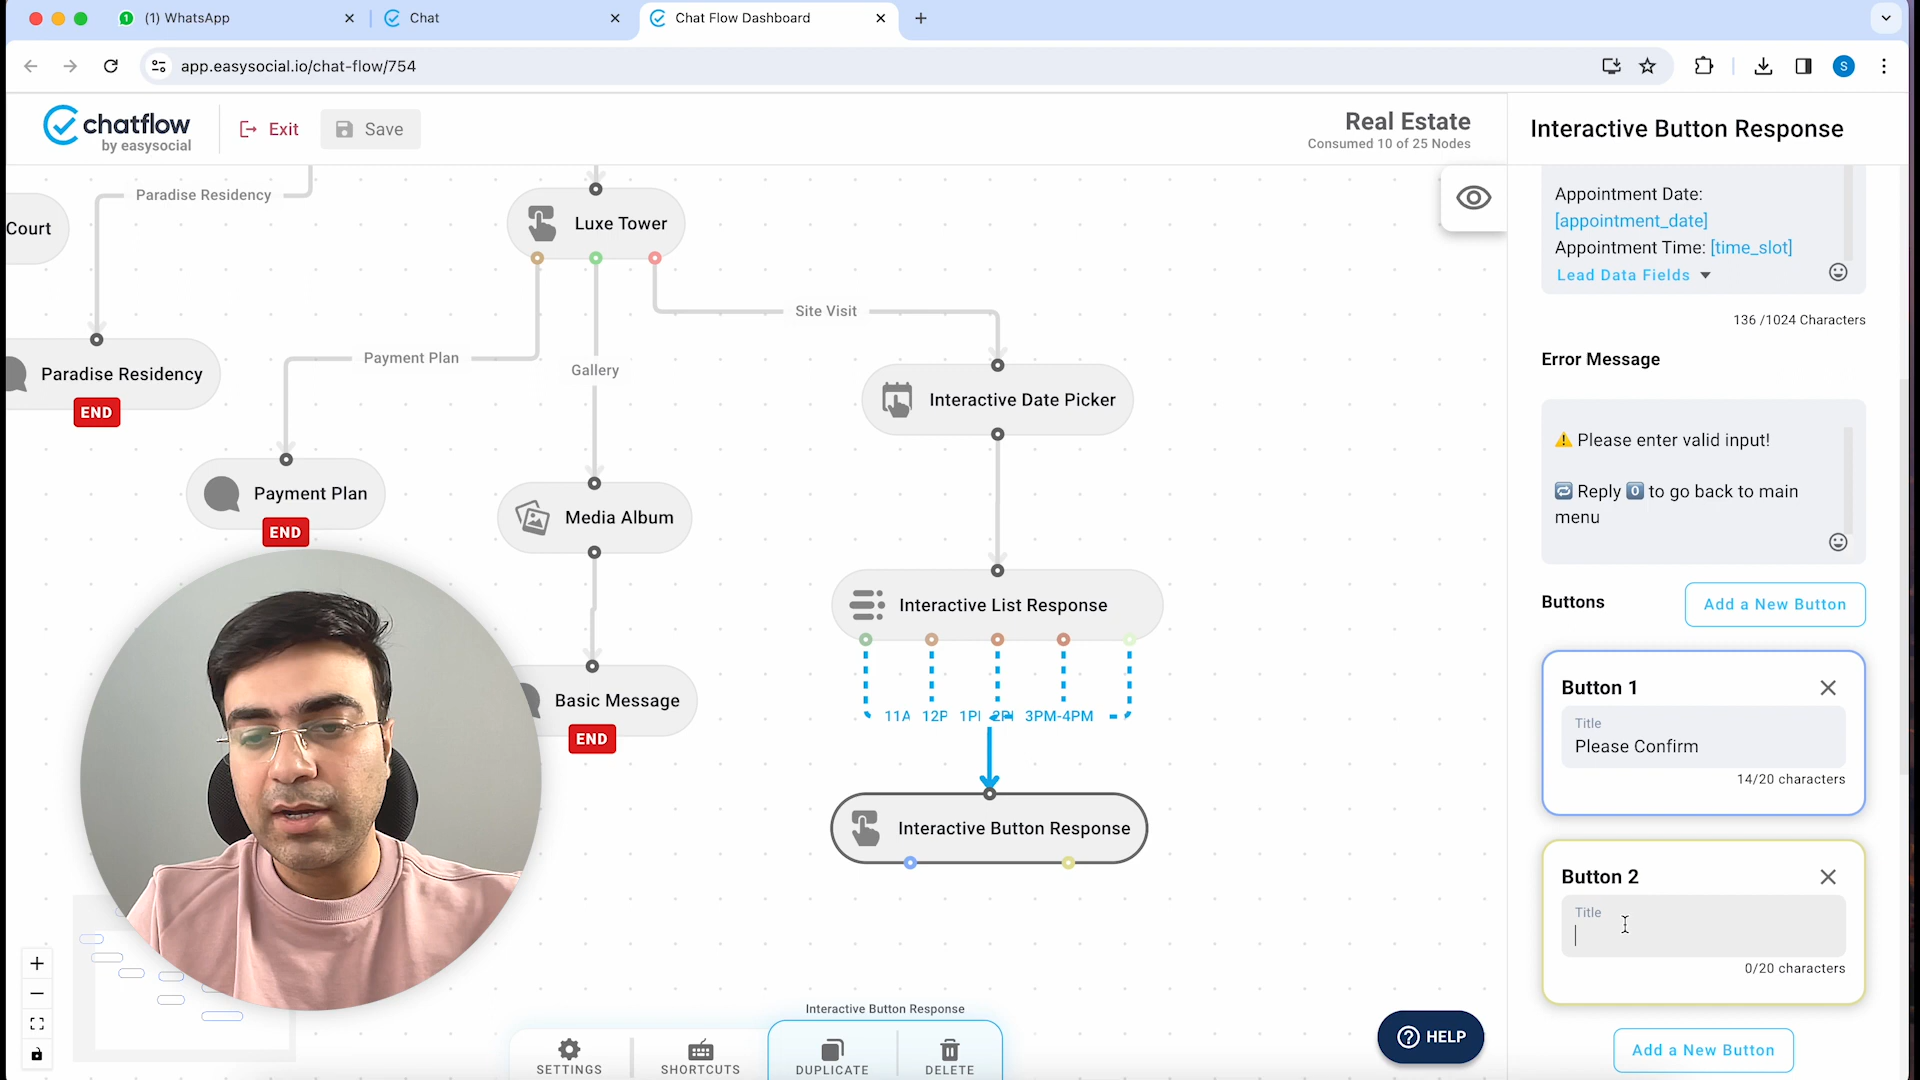 (1) WhatsApp
Chat
Chat Flow Dashboard
app.easysocial.io/chat-flow/754
S
chatflow
by easysocial
Exit
Save
Real Estate
Consumed 10 of 25 Nodes
Interactive Button Response
Paradise Residency
Court
Luxe Tower
Paradise Residency
END
Payment Plan
Gallery
Site Visit
Interactive Date Picker
Payment Plan
END
Media Album
Interactive List Response
11A 12P 1PI 2PI 3PM-4PM
Basic Message
END
Interactive Button Response
Appointment Date:
[appointment_date]
Appointment Time: [time_slot]
Lead Data Fields
136 /1024 Characters
Error Message
⚠️ Please enter valid input!
🔁 Reply 0️⃣ to go back to main
menu
Buttons
Add a New Button
Button 1
Title
Please Confirm
14/20 characters
Button 2
Title
0/20 characters
Add a New Button
Interactive Button Response
SETTINGS
SHORTCUTS
DUPLICATE
DELETE
HELP